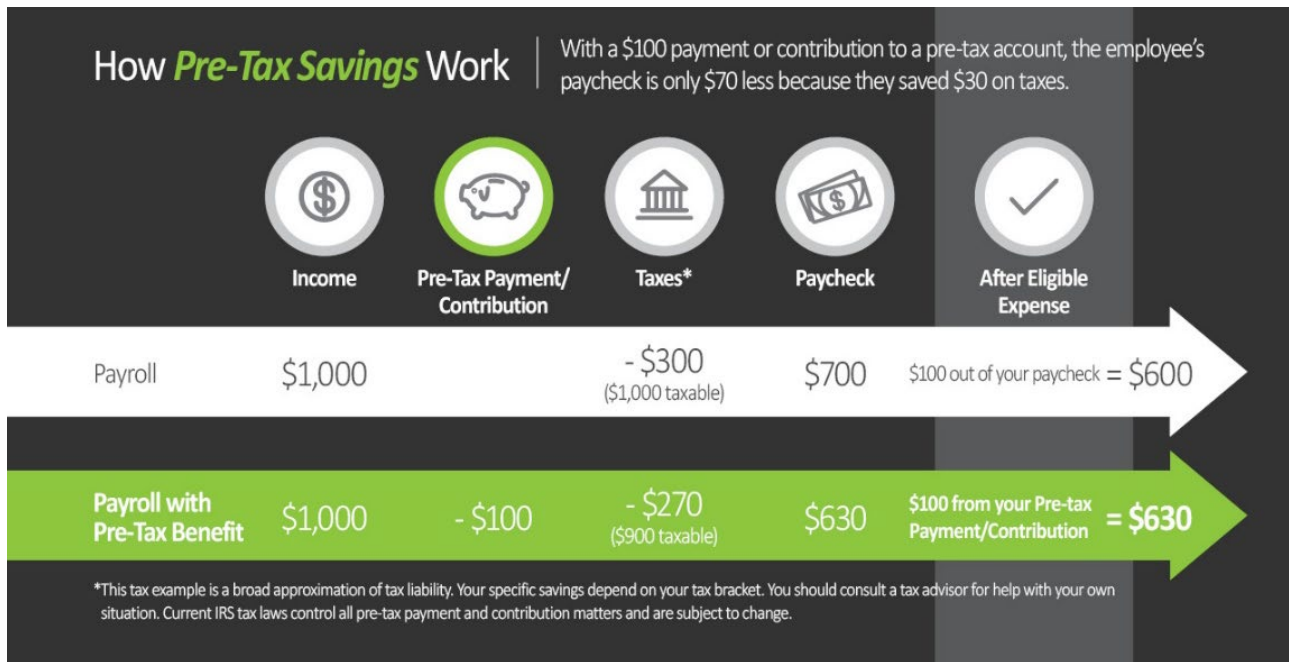 How Pre-Tax Savings Work
With a $100 payment or contribution to a pre-tax account, the employee's
paycheck is only $70 less because they saved $30 on taxes.
Income
Pre-Tax Payment/
Contribution
Taxes*
Paycheck
After Eligible
Expense
Payroll
$1,000
- $300
($1,000 taxable)
$700
$100 out of your paycheck = $600
Payroll with
Pre-Tax Benefit
$1,000
- $100
- $270
($900 taxable)
$630
$100 from your Pre-tax
Payment/Contribution = $630
*This tax example is a broad approximation of tax liability. Your specific savings depend on your tax bracket. You should consult a tax advisor for help with your own
situation. Current IRS tax laws control all pre-tax payment and contribution matters and are subject to change.